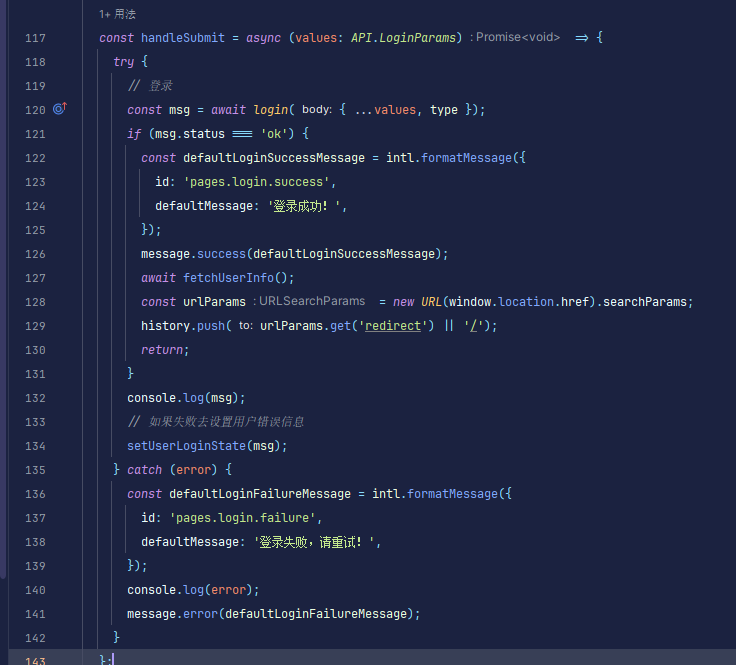 1+ 用法
117 const handleSubmit = async (values: API.LoginParams) : Promise<void> => {
118 try {
119 // 登录
120 const msg = await login( body: { ...values, type });
121 if (msg.status === 'ok') {
122 const defaultLoginSuccessMessage = intl.formatMessage({
123 id: 'pages.login.success',
124 defaultMessage: '登录成功！',
125 });
126 message.success(defaultLoginSuccessMessage);
127 await fetchUserInfo();
128 const urlParams : URLSearchParams = new URL(window.location.href).searchParams;
129 history.push( to: urlParams.get('redirect') || '/');
130 return;
131 }
132 console.log(msg);
133 // 如果失败去设置用户错误信息
134 setUserLoginState(msg);
135 } catch (error) {
136 const defaultLoginFailureMessage = intl.formatMessage({
137 id: 'pages.login.failure',
138 defaultMessage: '登录失败，请重试！',
139 });
140 console.log(error);
141 message.error(defaultLoginFailureMessage);
142 }
143 };